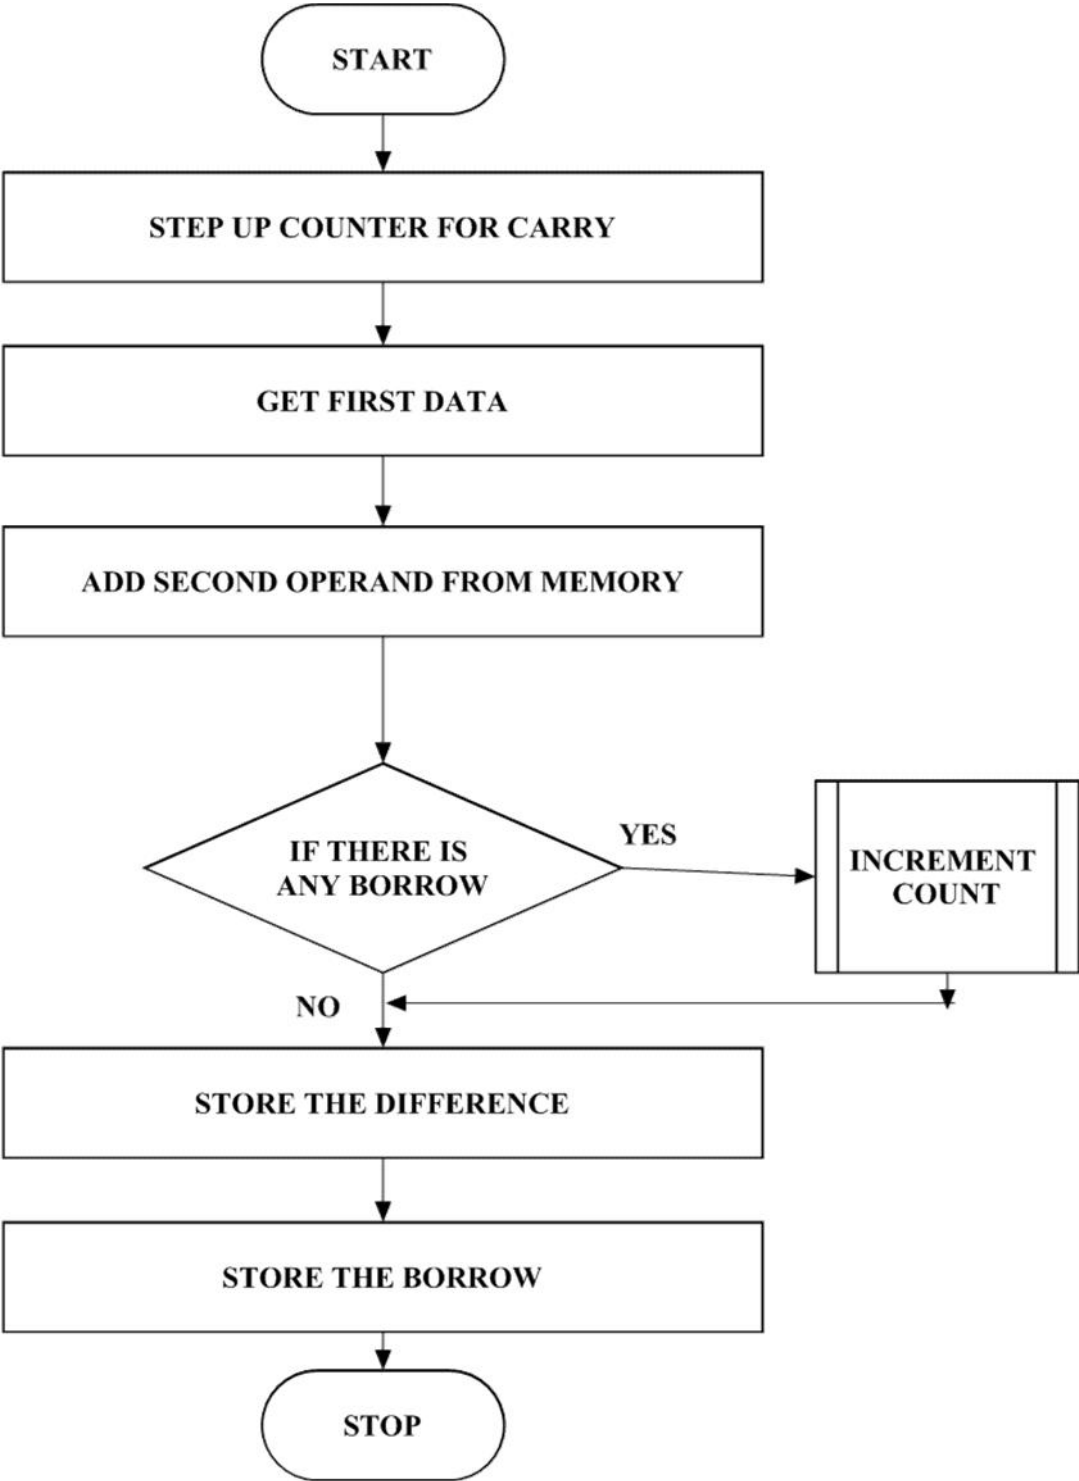 START
STEP UP COUNTER FOR CARRY
GET FIRST DATA
ADD SECOND OPERAND FROM MEMORY
IF THERE IS
ANY BORROW
YES
INCREMENT
COUNT
NO
STORE THE DIFFERENCE
STORE THE BORROW
STOP